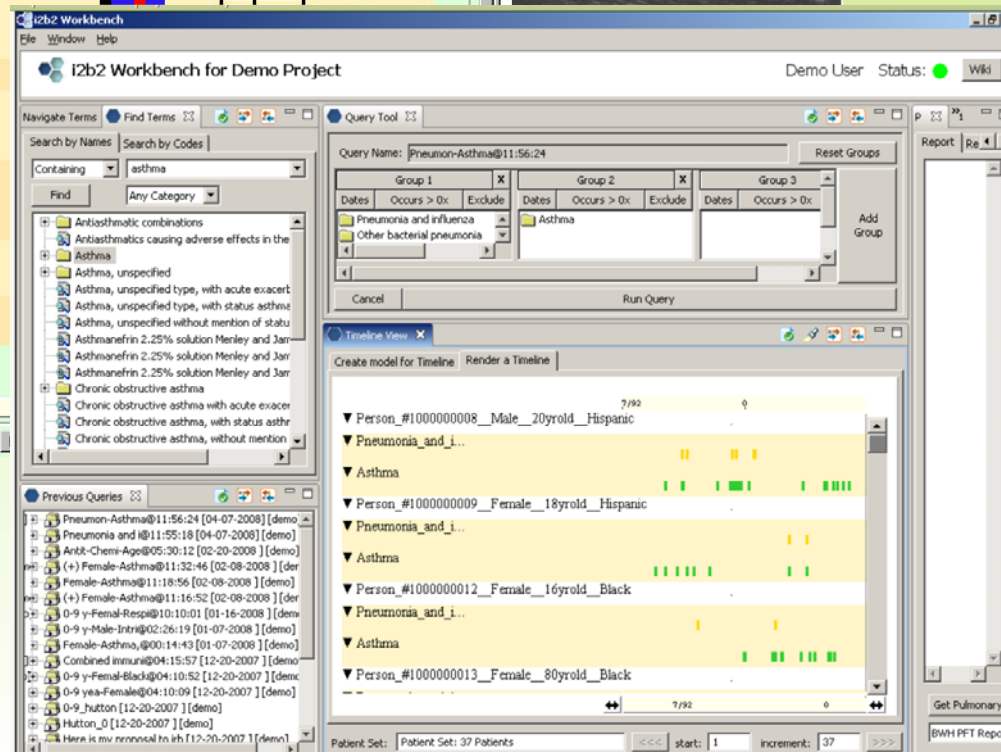 i2b2 Workbench
File Window Help
i2b2 Workbench for Demo Project
Demo User Status: Wiki
Navigate Terms Find Terms
Search by Names Search by Codes
Containing asthma
Find Any Category
Antiasthmatic combinations
Antiasthmatics causing adverse effects in the
Asthma
Asthma, unspecified
Asthma, unspecified type, with acute exacert
Asthma, unspecified type, with status asthma
Asthma, unspecified without mention of statu
Asthmanefrin 2.25% solution Menley and Jam
Asthmanefrin 2.25% solution Menley and Jam
Asthmanefrin 2.25% solution Menley and Jam
Chronic obstructive asthma
Chronic obstructive asthma with acute exacer
Chronic obstructive asthma, with status asthr
Chronic obstructive asthma, without mention
Previous Queries
Pneumon-Asthma@11:56:24 [04-07-2008] [demo
Pneumonia and i@11:55:18 [04-07-2008] [demo]
Antit-Chemi-Age@05:30:12 [02-20-2008 ] [demo]
(+) Female-Asthma@11:32:46 [02-08-2008 ] [der
Female-Asthma@11:18:56 [02-08-2008 ] [demo]
(+) Female-Asthma@11:16:52 [02-08-2008 ] [der
0-9 y-Femal-Respi@10:10:01 [01-16-2008 ] [dem
0-9 y-Male-Intri@02:26:19 [01-07-2008 ] [demo]
Female-Asthma,@00:14:43 [01-07-2008 ] [demo]
Combined immuni@04:15:57 [12-20-2007 ] [demo
0-9 y-Femal-Black@04:10:52 [12-20-2007 ] [demo
0-9 yea-Female@04:10:09 [12-20-2007 ] [demo]
0-9_hutton [12-20-2007 ] [demo]
Hutton_0 [12-20-2007 ] [demo]
Here is my proposal to irb [12-20-2007 ] [demo]
Query Tool
Query Name: Pneumon-Asthma@11:56:24 Reset Groups
Group 1 X Group 2 X Group 3
Dates Occurs > 0x Exclude Dates Occurs > 0x Exclude Dates Occurs > 0x
Pneumonia and influenza
Other bacterial pneumonia
Asthma
Add
Group
Cancel Run Query
Timeline View
Create model for Timeline Render a Timeline
7/92 0
Person_#1000000008__Male__20yrold__Hispanic
Pneumonia_and_i...
Asthma
Person_#1000000009__Female__18yrold__Hispanic
Pneumonia_and_i...
Asthma
Person_#1000000012__Female__16yrold__Black
Pneumonia_and_i...
Asthma
Person_#1000000013__Female__80yrold__Black
7/92 0
Patient Set: Patient Set: 37 Patients <<< start: 1 increment: 37 >>>
P 1
Report Re
Get Pulmonary
BWH PFT Repo